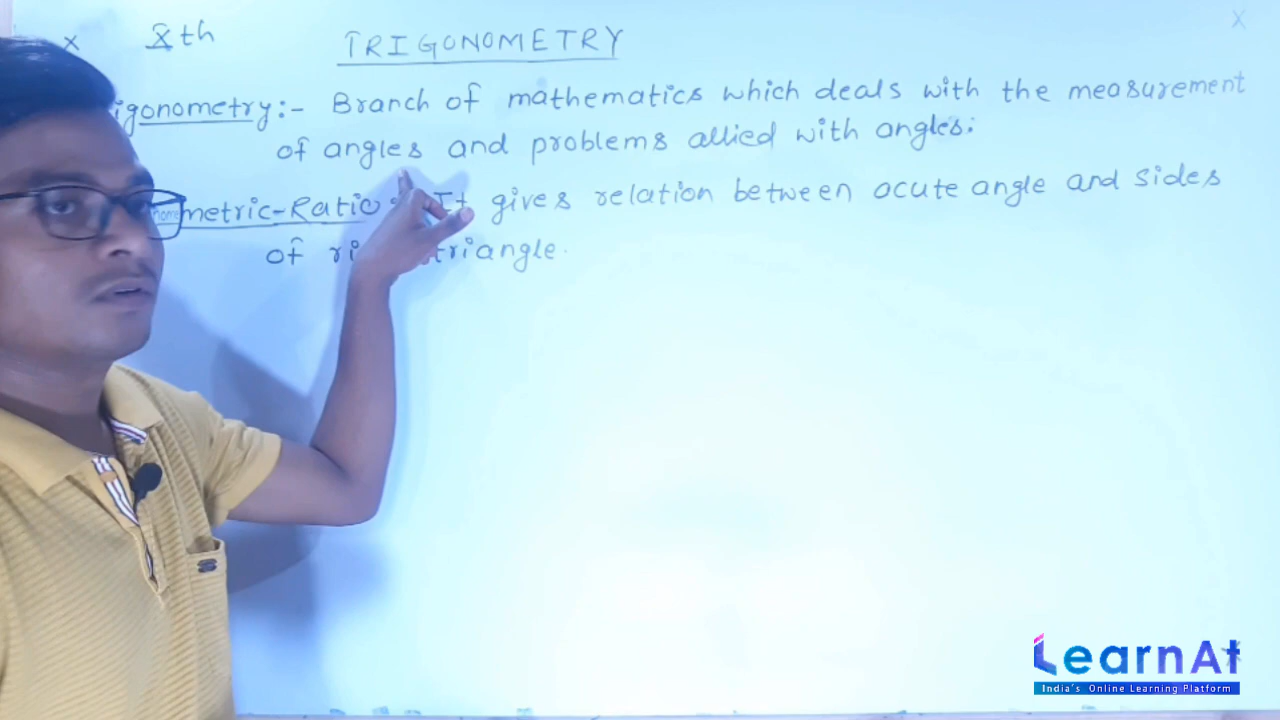 Xth TRIGONOMETRY
igonometry:- Branch of mathematics which deals with the measurement
of angles and problems allied with angles.
metric-Ratio It gives relation between acute angle and sides
of ri triangle.
LearnAt
India's Online Learning Platform